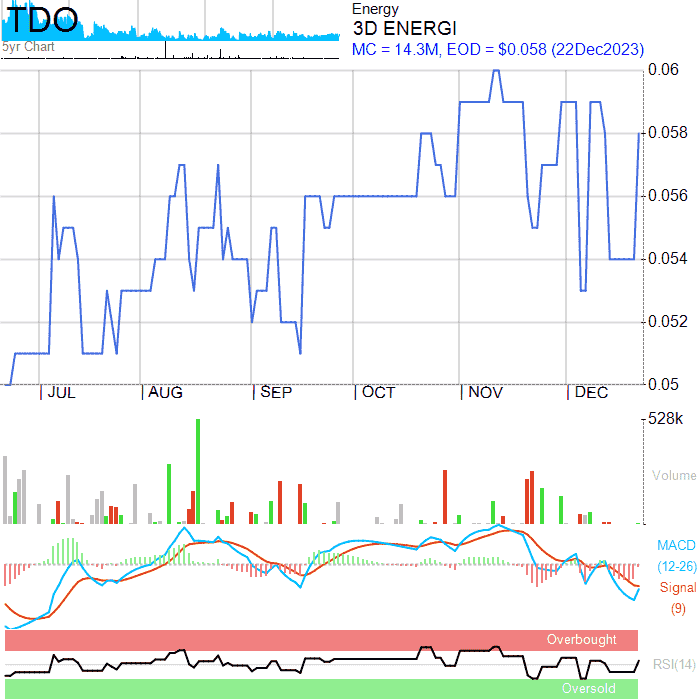 TDO
5yr Chart
Energy
3D ENERGI
MC = 14.3M, EOD = $0.058 (22Dec2023)
0.06
0.058
0.056
0.054
0.052
0.05
JUL AUG SEP OCT NOV DEC
528k
Volume
MACD
(12-26)
Signal
(9)
Overbought
RSI(14)
Oversold